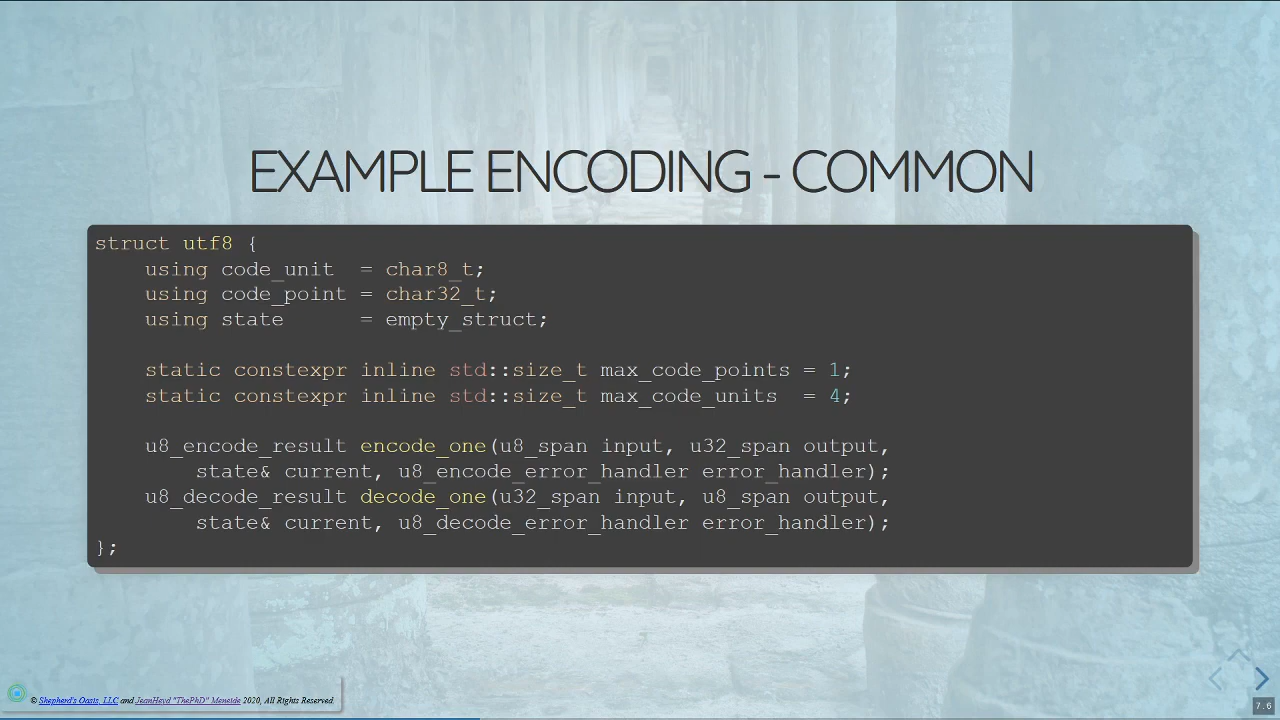 EXAMPLE ENCODING - COMMON
struct utf8 {
    using code_unit  = char8_t;
    using code_point = char32_t;
    using state      = empty_struct;
    static constexpr inline std::size_t max_code_points = 1;
    static constexpr inline std::size_t max_code_units  = 4;
    u8_encode_result encode_one(u8_span input, u32_span output,
        state& current, u8_encode_error_handler error_handler);
    u8_decode_result decode_one(u32_span input, u8_span output,
        state& current, u8_decode_error_handler error_handler);
};
© Shepherd's Oasis, LLC and JeanHeyd "ThePhD" Meneide 2020, All Rights Reserved.
7.6